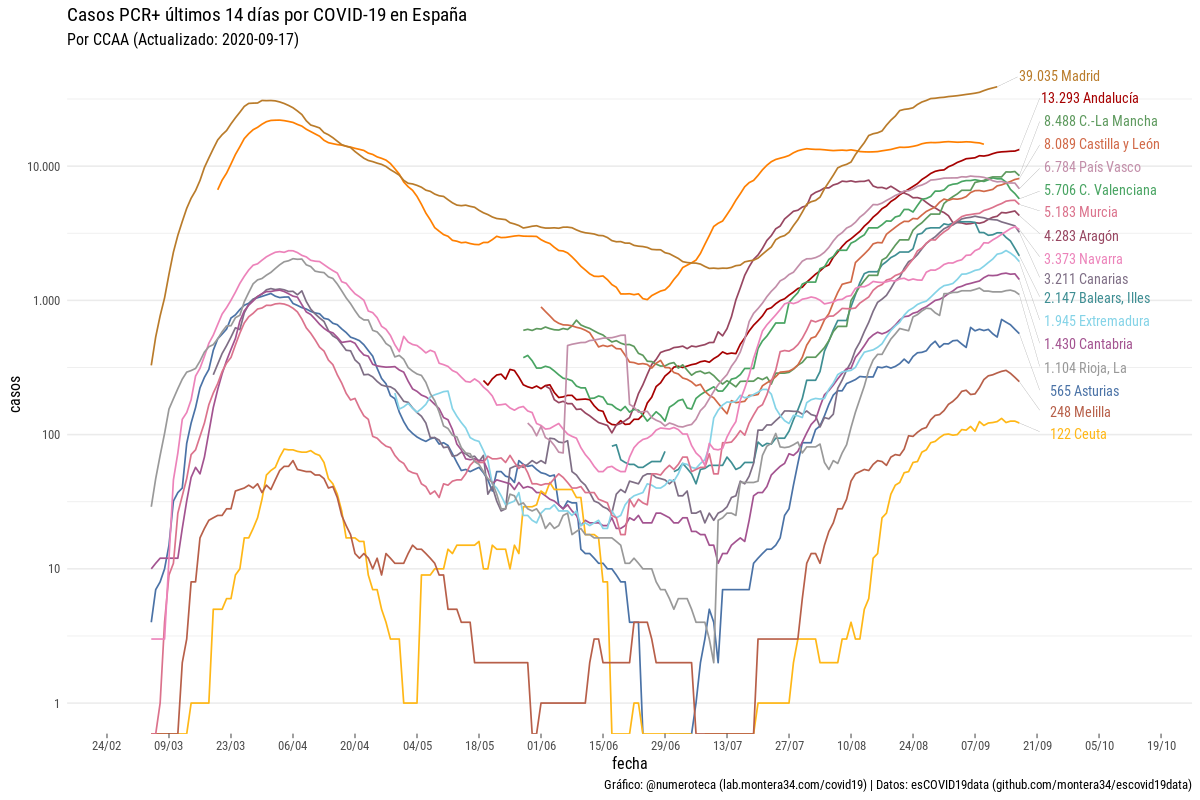 Casos PCR+ últimos 14 días por COVID-19 en España
Por CCAA (Actualizado: 2020-09-17)
39.035 Madrid
13.293 Andalucía
8.488 C.-La Mancha
8.089 Castilla y León
6.784 País Vasco
5.706 C. Valenciana
5.183 Murcia
4.283 Aragón
3.373 Navarra
3.211 Canarias
2.147 Balears, Illes
1.945 Extremadura
1.430 Cantabria
1.104 Rioja, La
565 Asturias
248 Melilla
122 Ceuta
casos
10.000
1.000
100
10
1
24/02 09/03 23/03 06/04 20/04 04/05 18/05 01/06 15/06 29/06 13/07 27/07 10/08 24/08 07/09 21/09 05/10 19/10
fecha
Gráfico: @numeroteca (lab.montera34.com/covid19) | Datos: esCOVID19data (github.com/montera34/escovid19data)